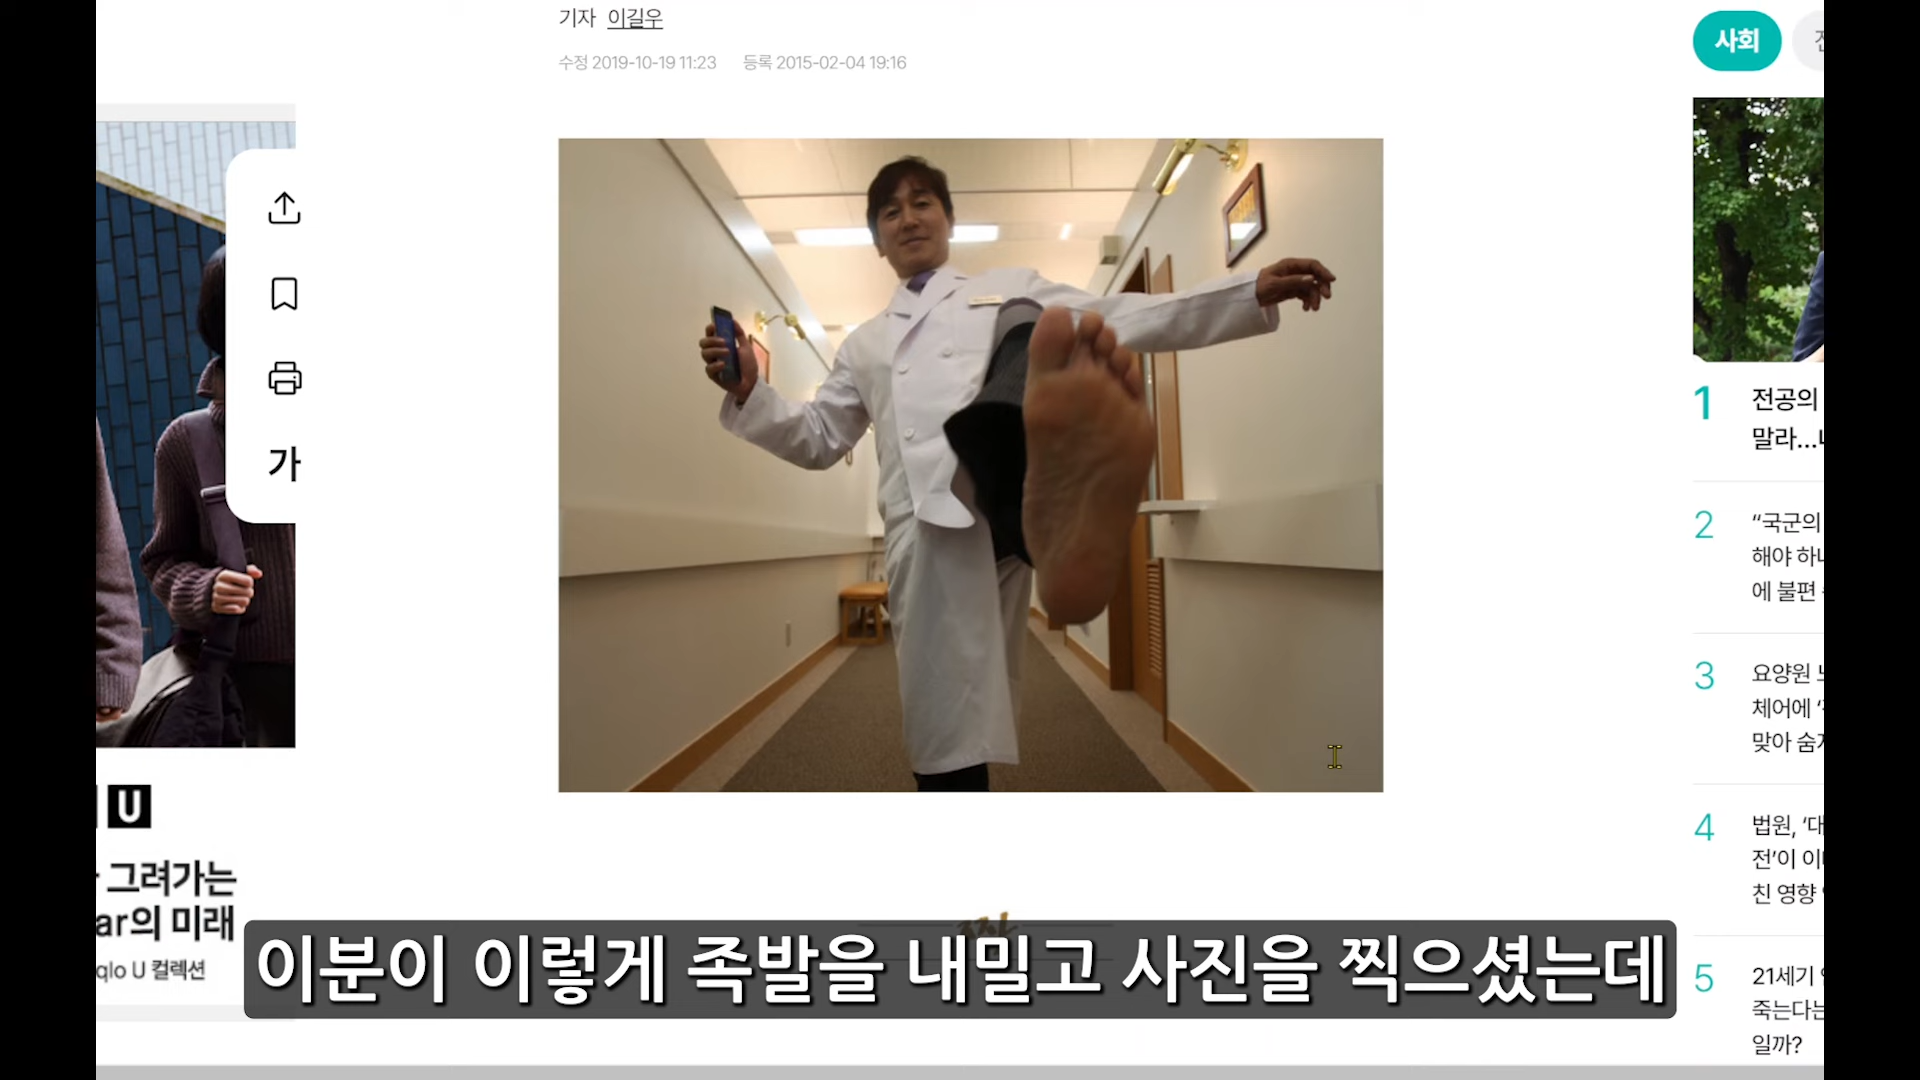 기자 이길우
수정 2019-10-19 11:23 등록 2015-02-04 19:16
사회
가
U
그려가는
ar의 미래
qlo U 컬렉션
1 전공의
말라...
2 “국군의
해야 하
에 불편
3 요양원
체어에
맞아 숨
4 법원, ‘대
전’이 이
친 영향
5 21세기
죽는다는
일까?
이분이 이렇게 족발을 내밀고 사진을 찍으셨는데